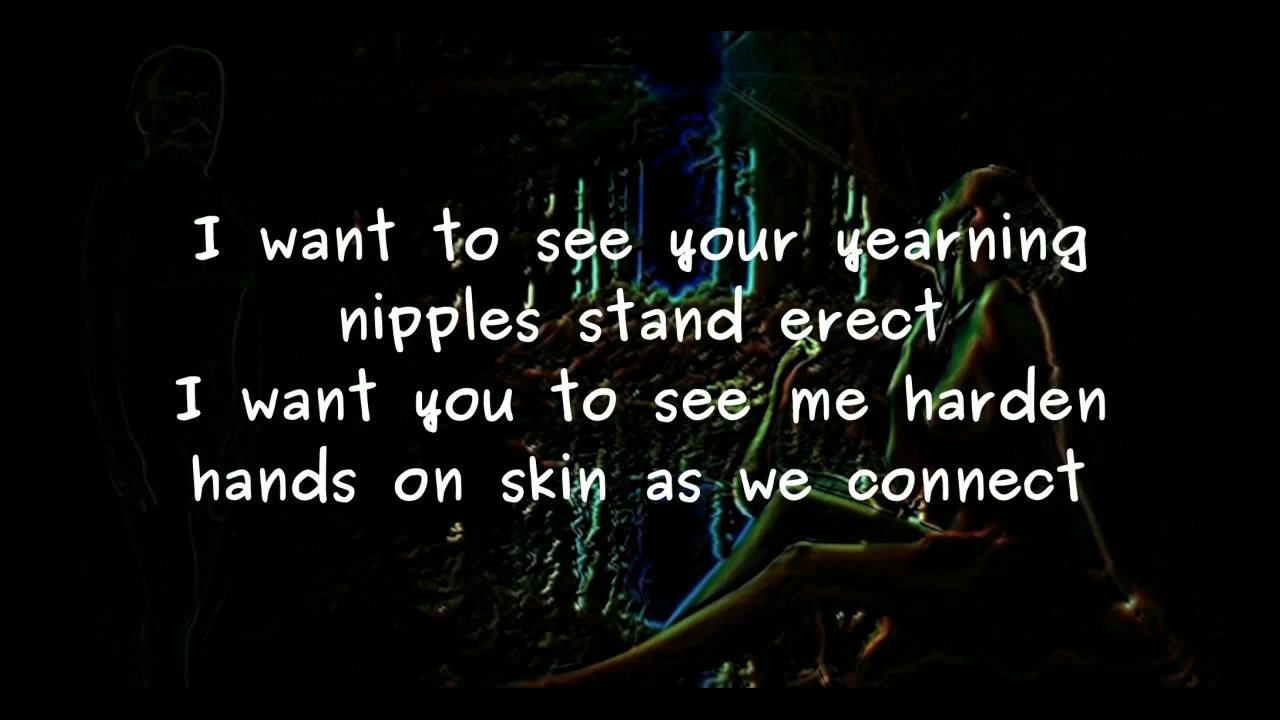 I want to see your yearning
nipples stand erect
I want you to see me harden
hands on skin as we connect